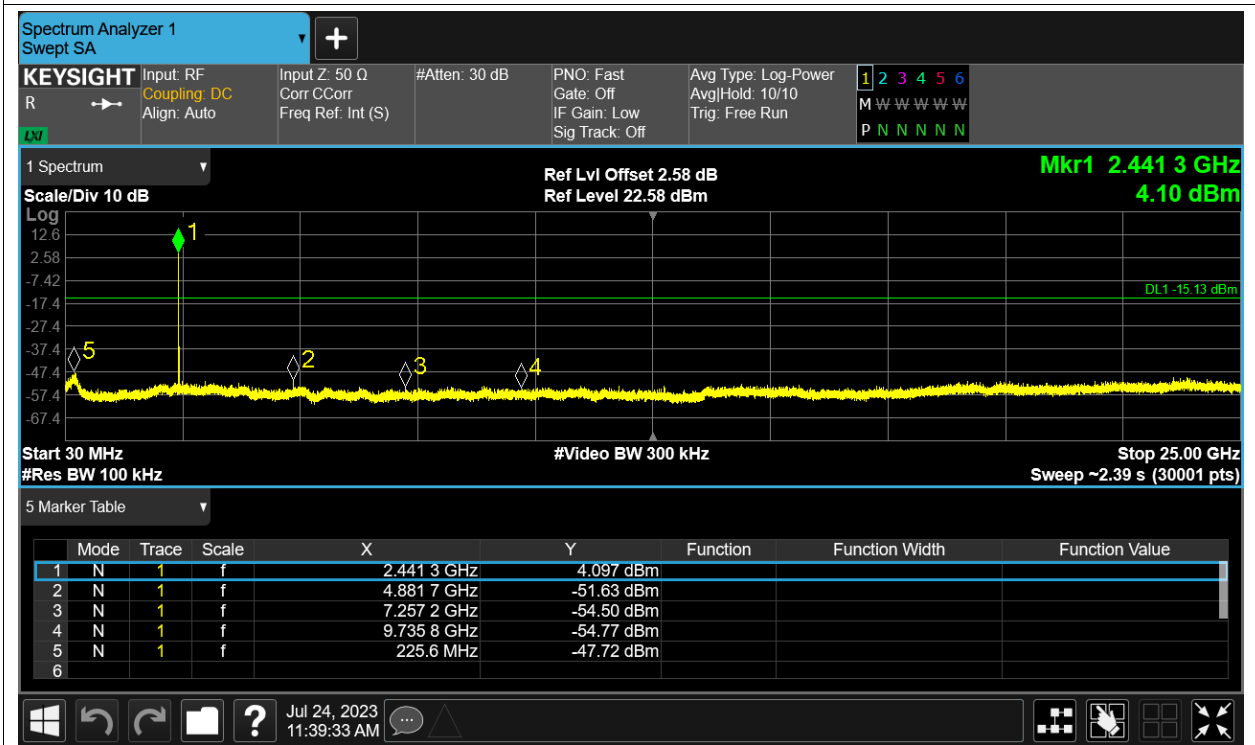 Spectrum Analyzer 1
Swept SA
KEYSIGHT
R
LXI
Input: RF
Coupling: DC
Align: Auto
Input Z: 50 Ω
Corr CCorr
Freq Ref: Int (S)
#Atten: 30 dB
PNO: Fast
Gate: Off
IF Gain: Low
Sig Track: Off
Avg Type: Log-Power
Avg|Hold: 10/10
Trig: Free Run
1 2 3 4 5 6
M W W W W W
P N N N N N
1 Spectrum
Scale/Div 10 dB
Ref Lvl Offset 2.58 dB
Ref Level 22.58 dBm
Mkr1 2.441 3 GHz
4.10 dBm
Log
12.6
2.58
-7.42
-17.4
-27.4
-37.4
-47.4
-57.4
-67.4
1
DL1 -15.13 dBm
5
2
3
4
Start 30 MHz
#Video BW 300 kHz
Stop 25.00 GHz
#Res BW 100 kHz
Sweep ~2.39 s (30001 pts)
5 Marker Table
Mode Trace Scale X Y Function Function Width Function Value
1 N 1 f 2.441 3 GHz 4.097 dBm
2 N 1 f 4.881 7 GHz -51.63 dBm
3 N 1 f 7.257 2 GHz -54.50 dBm
4 N 1 f 9.735 8 GHz -54.77 dBm
5 N 1 f 225.6 MHz -47.72 dBm
6
?
Jul 24, 2023
11:39:33 AM